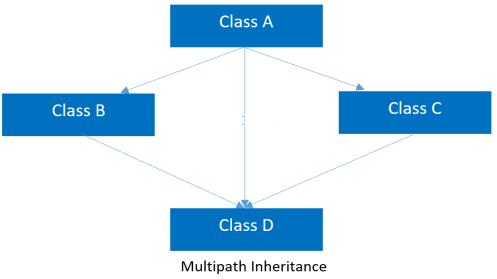 Class A
Class B
Class C
Class D
Multipath Inheritance